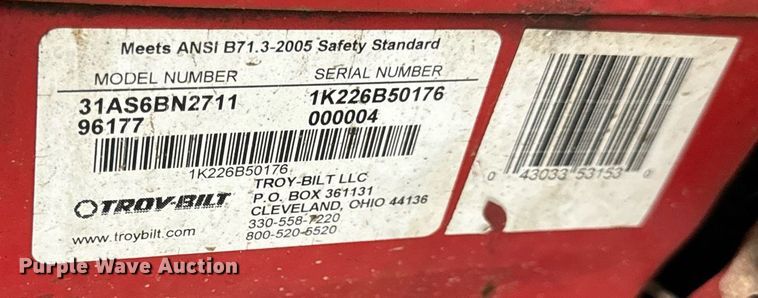 Meets ANSI B71.3-2005 Safety Standard
MODEL NUMBER SERIAL NUMBER
31AS6BN2711 1K226B50176
96177 000004
1K226B50176
TROY-BILT
www.troybilt.com
TROY-BILT LLC
P.O. BOX 361131
CLEVELAND, OHIO 44136
330-558-7220
800-520-5520
0 43033 53153 0
Purple Wave Auction